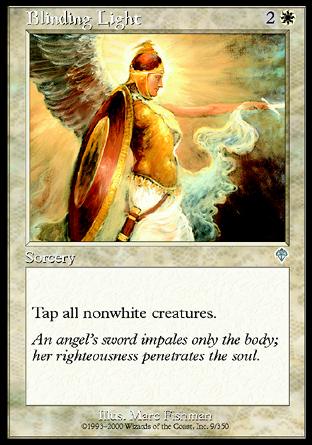 Blinding Light 2
Sorcery
Tap all nonwhite creatures.
An angel's sword impales only the body;
her righteousness penetrates the soul.
Illus. Marc Fishman
©1993-2000 Wizards of the Coast, Inc. 9/350